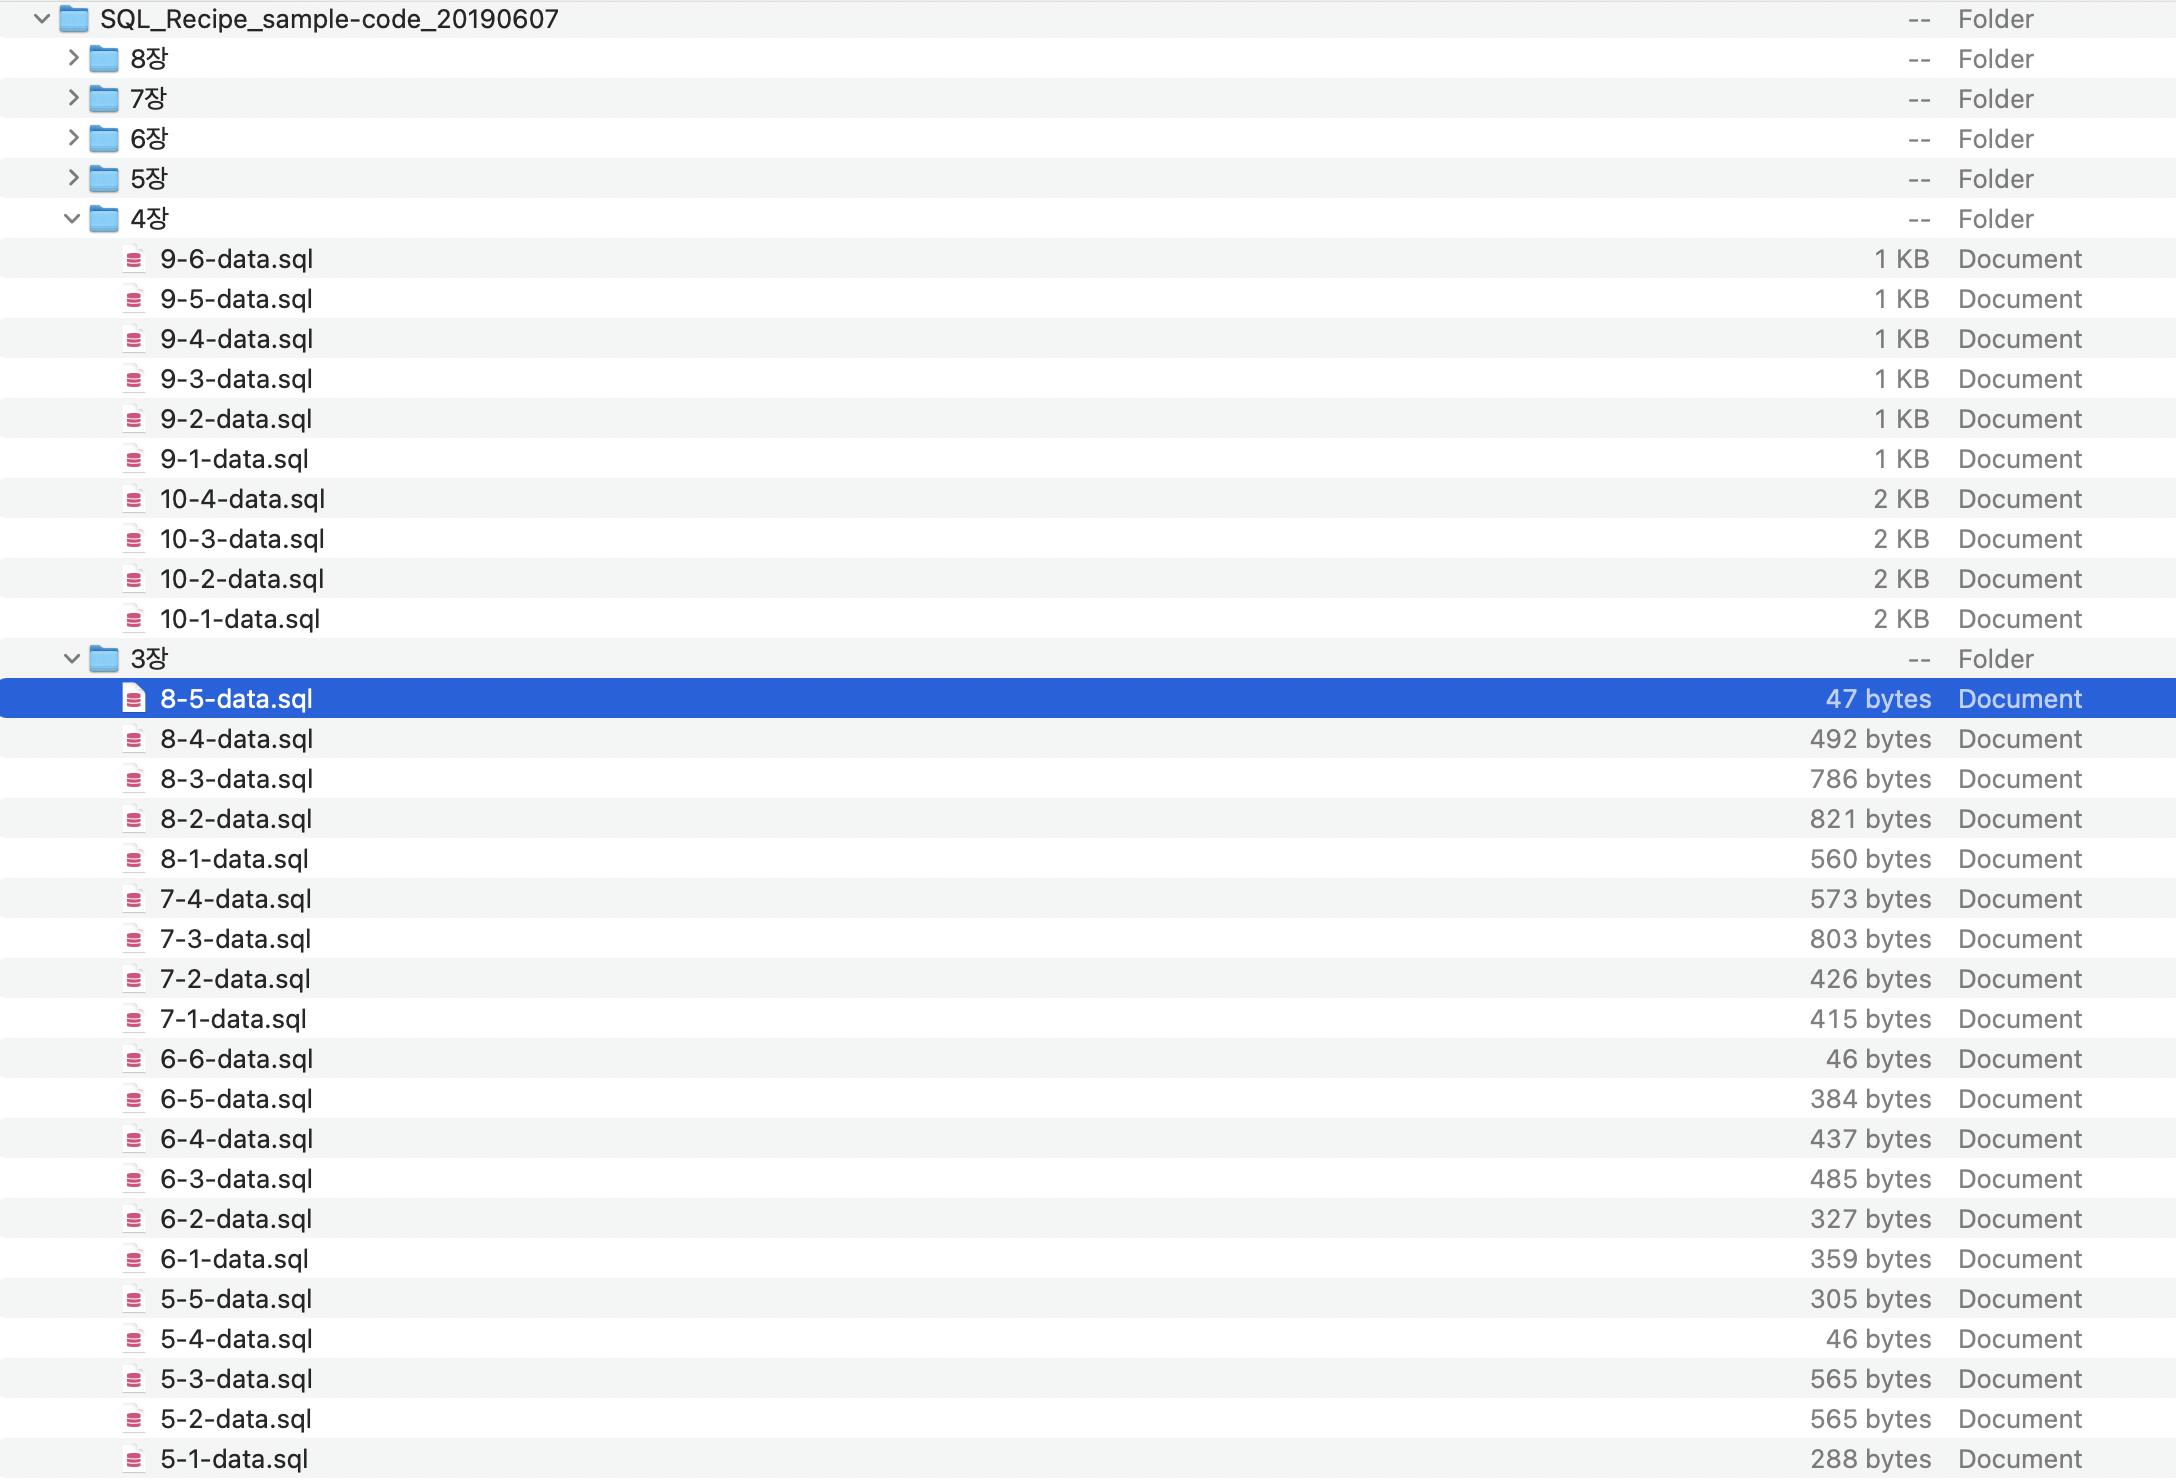 SQL_Recipe_sample-code_20190607 -- Folder
8장 -- Folder
7장 -- Folder
6장 -- Folder
5장 -- Folder
4장 -- Folder
9-6-data.sql 1 KB Document
9-5-data.sql 1 KB Document
9-4-data.sql 1 KB Document
9-3-data.sql 1 KB Document
9-2-data.sql 1 KB Document
9-1-data.sql 1 KB Document
10-4-data.sql 2 KB Document
10-3-data.sql 2 KB Document
10-2-data.sql 2 KB Document
10-1-data.sql 2 KB Document
3장 -- Folder
8-5-data.sql 47 bytes Document
8-4-data.sql 492 bytes Document
8-3-data.sql 786 bytes Document
8-2-data.sql 821 bytes Document
8-1-data.sql 560 bytes Document
7-4-data.sql 573 bytes Document
7-3-data.sql 803 bytes Document
7-2-data.sql 426 bytes Document
7-1-data.sql 415 bytes Document
6-6-data.sql 46 bytes Document
6-5-data.sql 384 bytes Document
6-4-data.sql 437 bytes Document
6-3-data.sql 485 bytes Document
6-2-data.sql 327 bytes Document
6-1-data.sql 359 bytes Document
5-5-data.sql 305 bytes Document
5-4-data.sql 46 bytes Document
5-3-data.sql 565 bytes Document
5-2-data.sql 565 bytes Document
5-1-data.sql 288 bytes Document